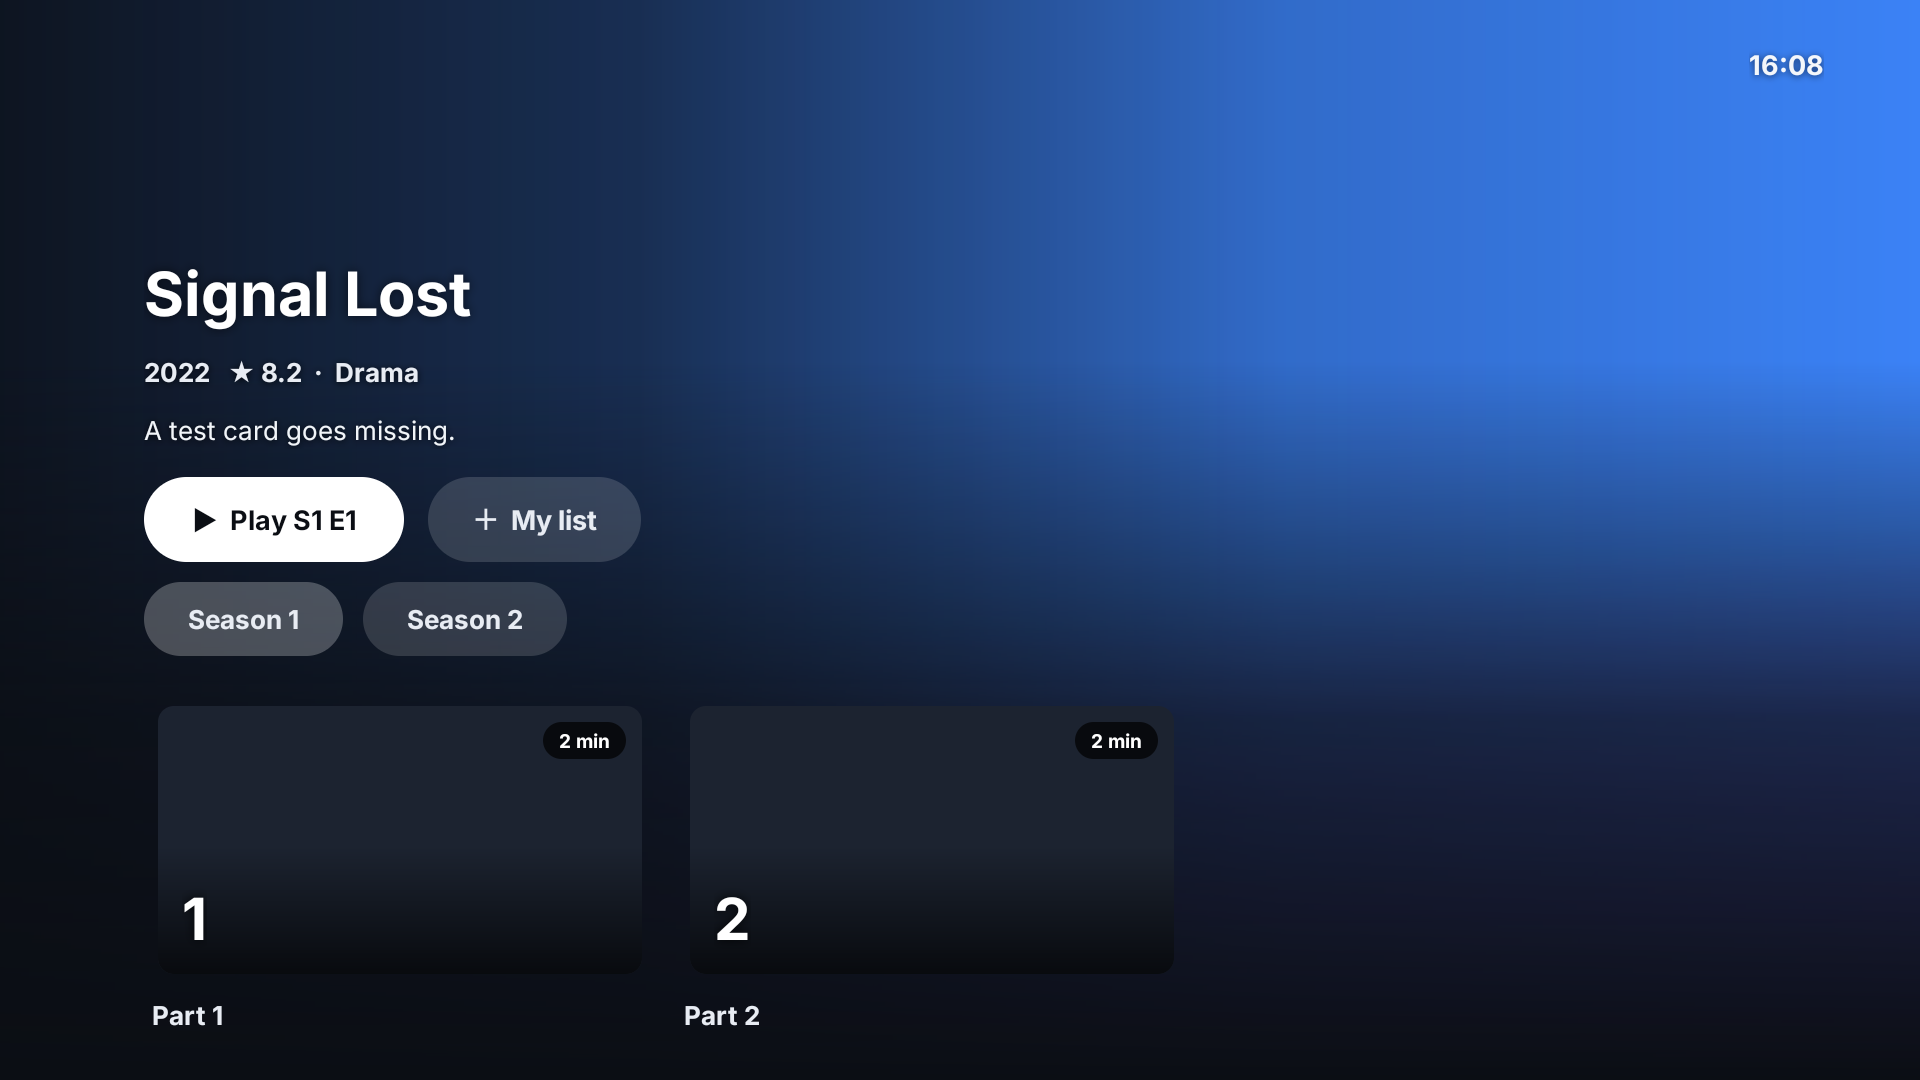 16:08
Signal Lost
2022 ★ 8.2 · Drama
A test card goes missing.
▶ Play S1 E1
+ My list
Season 1
Season 2
2 min
2 min
1
2
Part 1
Part 2